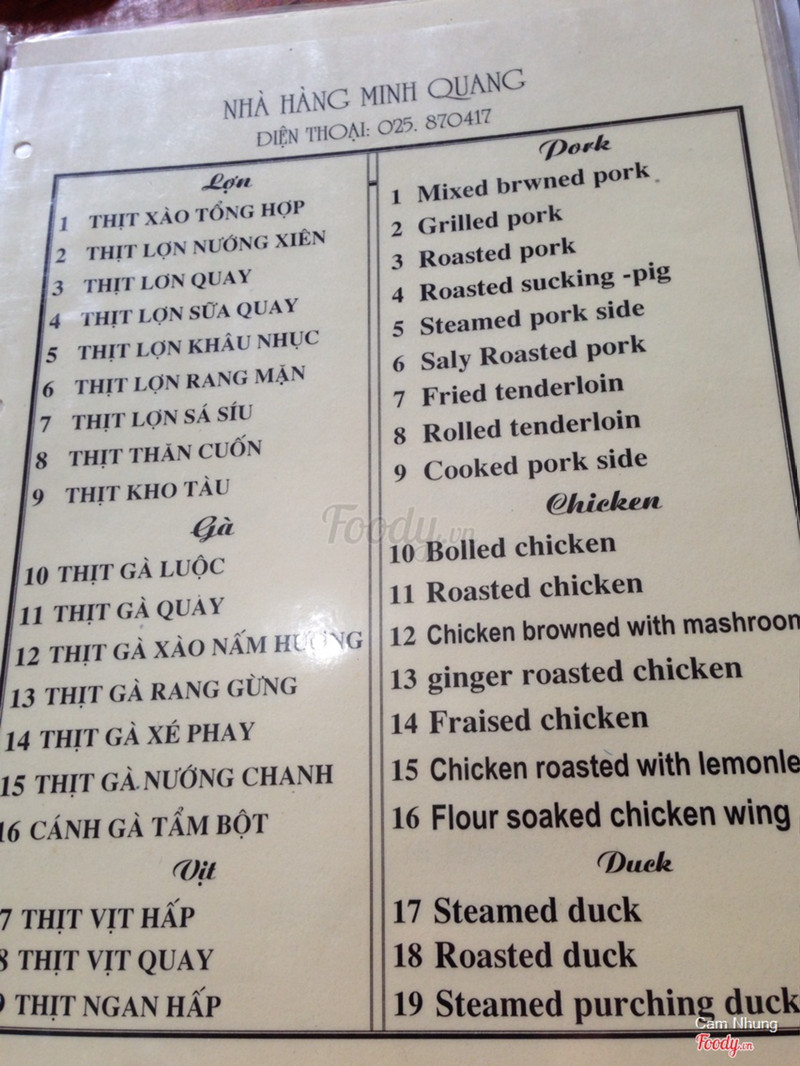 NHÀ HÀNG MINH QUANG
ĐIỆN THOẠI: 025. 870417
Lợn
1 THỊT XÀO TỔNG HỢP
2 THỊT LỢN NƯỚNG XIÊN
3 THỊT LƠN QUAY
4 THỊT LỢN SỮA QUAY
5 THỊT LỢN KHÂU NHỤC
6 THỊT LỢN RANG MẶN
7 THỊT LỢN SÁ SÍU
8 THỊT THĂN CUỐN
9 THỊT KHO TÀU
Gà
10 THỊT GÀ LUỘC
11 THỊT GÀ QUAY
12 THỊT GÀ XÀO NẤM HƯƠNG
13 THỊT GÀ RANG GỪNG
14 THỊT GÀ XÉ PHAY
15 THỊT GÀ NƯỚNG CHANH
16 CÁNH GÀ TẨM BỘT
Vịt
7 THỊT VỊT HẤP
8 THỊT VỊT QUAY
9 THỊT NGAN HẤP
Pork
1 Mixed brwned pork
2 Grilled pork
3 Roasted pork
4 Roasted sucking -pig
5 Steamed pork side
6 Saly Roasted pork
7 Fried tenderloin
8 Rolled tenderloin
9 Cooked pork side
Chicken
10 Bolled chicken
11 Roasted chicken
12 Chicken browned with mashroom
13 ginger roasted chicken
14 Fraised chicken
15 Chicken roasted with lemonle
16 Flour soaked chicken wing
Duck
17 Steamed duck
18 Roasted duck
19 Steamed purching duck
Foody.vn
Cẩm Nhung
Foody.vn